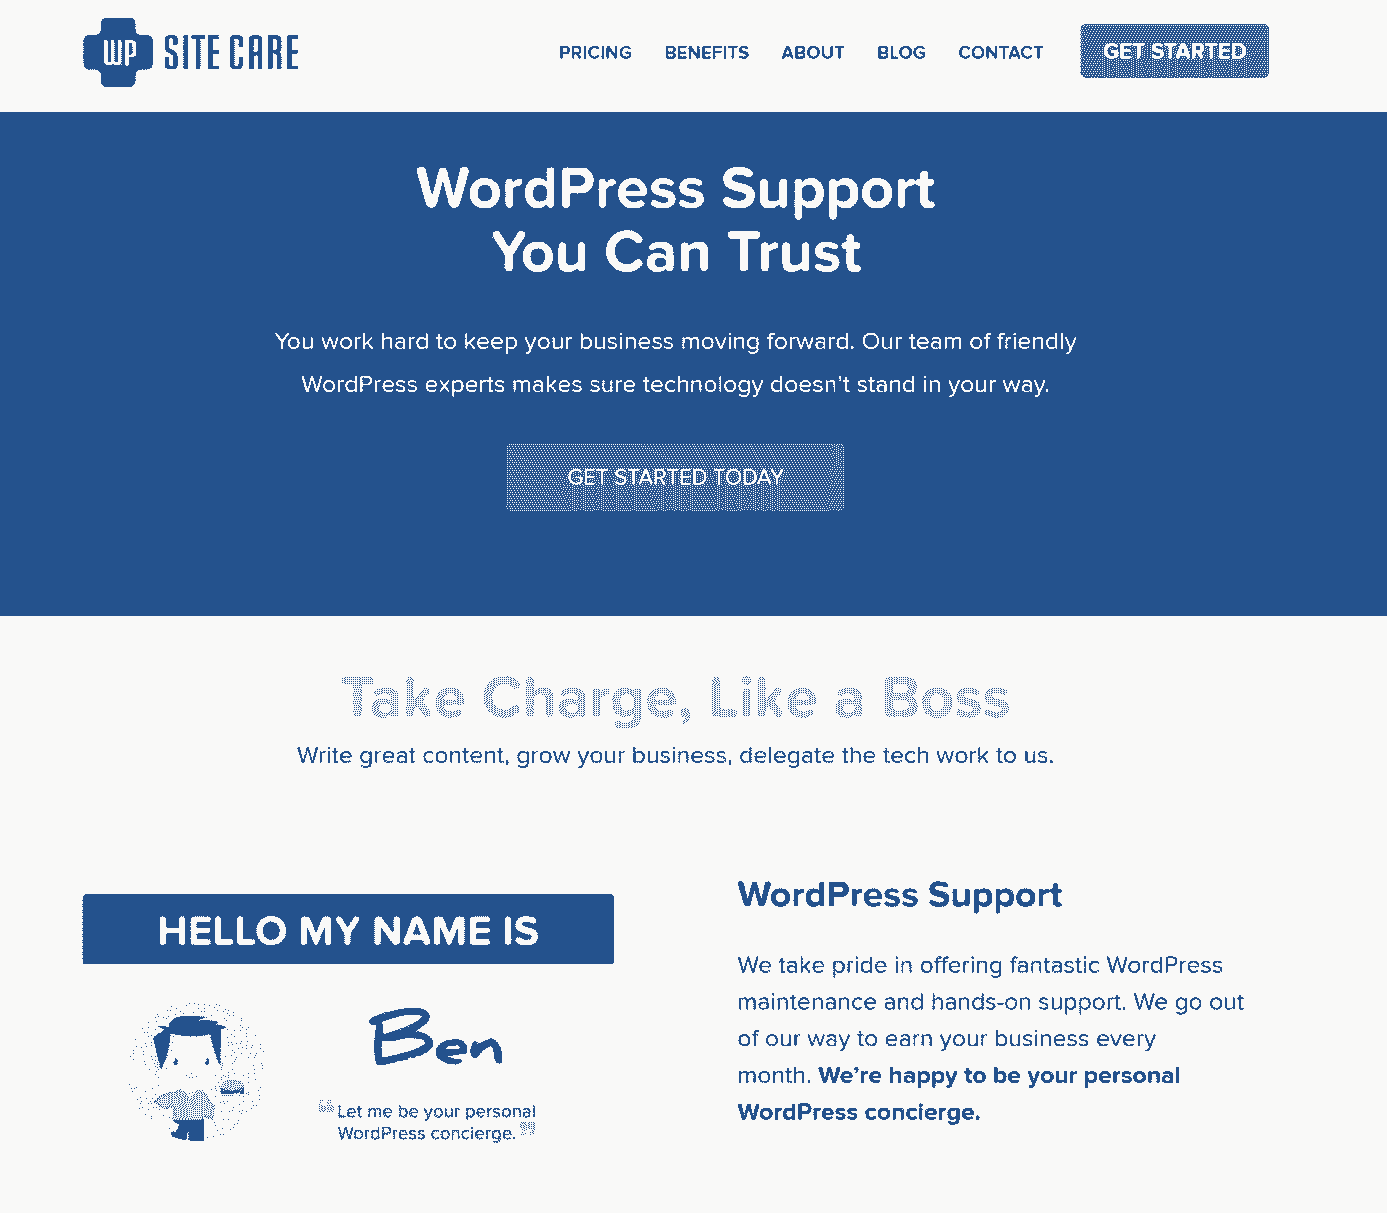 WP SITE CARE
PRICING BENEFITS ABOUT BLOG CONTACT GET STARTED
WordPress Support
You Can Trust
You work hard to keep your business moving forward. Our team of friendly
WordPress experts makes sure technology doesn't stand in your way.
GET STARTED TODAY
Take Charge, Like a Boss
Write great content, grow your business, delegate the tech work to us.
HELLO MY NAME IS
Ben
“Let me be your personal
WordPress concierge.”
WordPress Support
We take pride in offering fantastic WordPress
maintenance and hands-on support. We go out
of our way to earn your business every
month. We’re happy to be your personal
WordPress concierge.